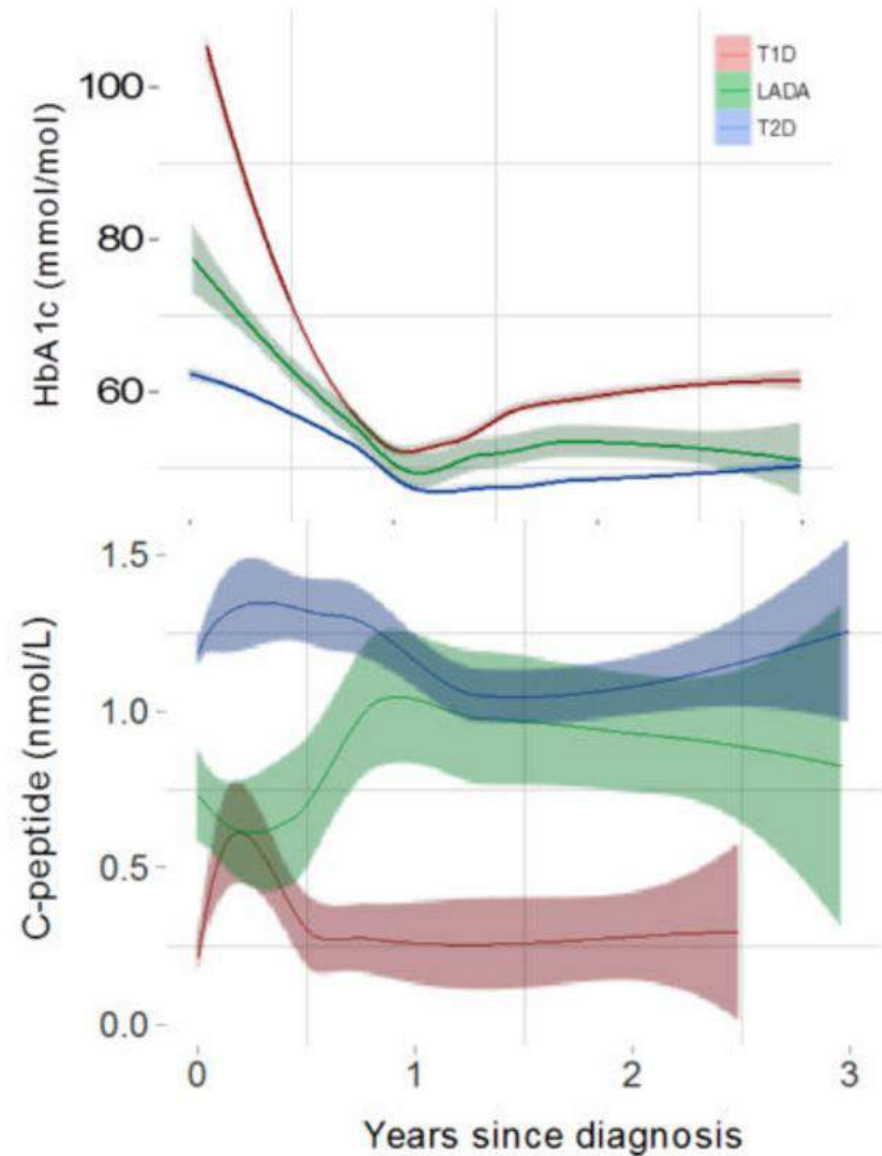 HbA1c (mmol/mol)
100
80
60
T1D
LADA
T2D
C-peptide (nmol/L)
1.5
1.0
0.5
0.0
0 1 2 3
Years since diagnosis